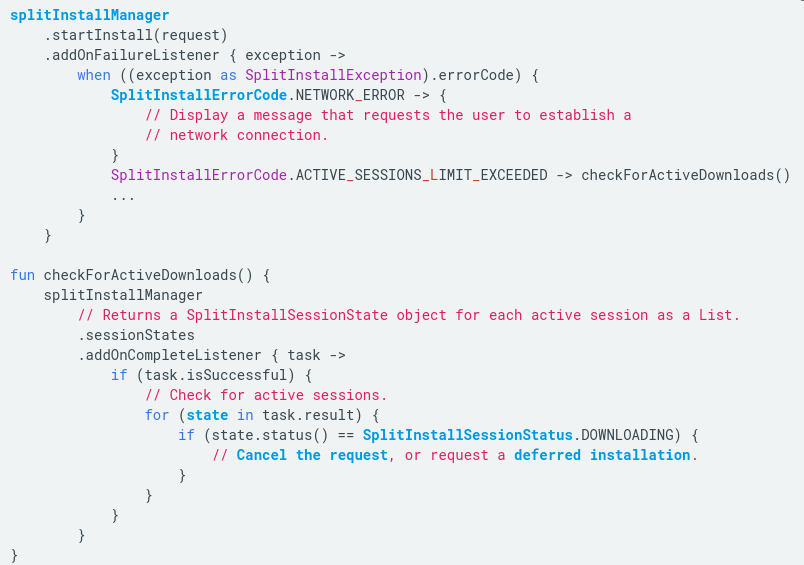 splitInstallManager
    .startInstall(request)
    .addOnFailureListener { exception ->
        when ((exception as SplitInstallException).errorCode) {
            SplitInstallErrorCode.NETWORK_ERROR -> {
                // Display a message that requests the user to establish a
                // network connection.
            }
            SplitInstallErrorCode.ACTIVE_SESSIONS_LIMIT_EXCEEDED -> checkForActiveDownloads()
            ...
        }
    }

fun checkForActiveDownloads() {
    splitInstallManager
        // Returns a SplitInstallSessionState object for each active session as a List.
        .sessionStates
        .addOnCompleteListener { task ->
            if (task.isSuccessful) {
                // Check for active sessions.
                for (state in task.result) {
                    if (state.status() == SplitInstallSessionStatus.DOWNLOADING) {
                        // Cancel the request, or request a deferred installation.
                    }
                }
            }
        }
}